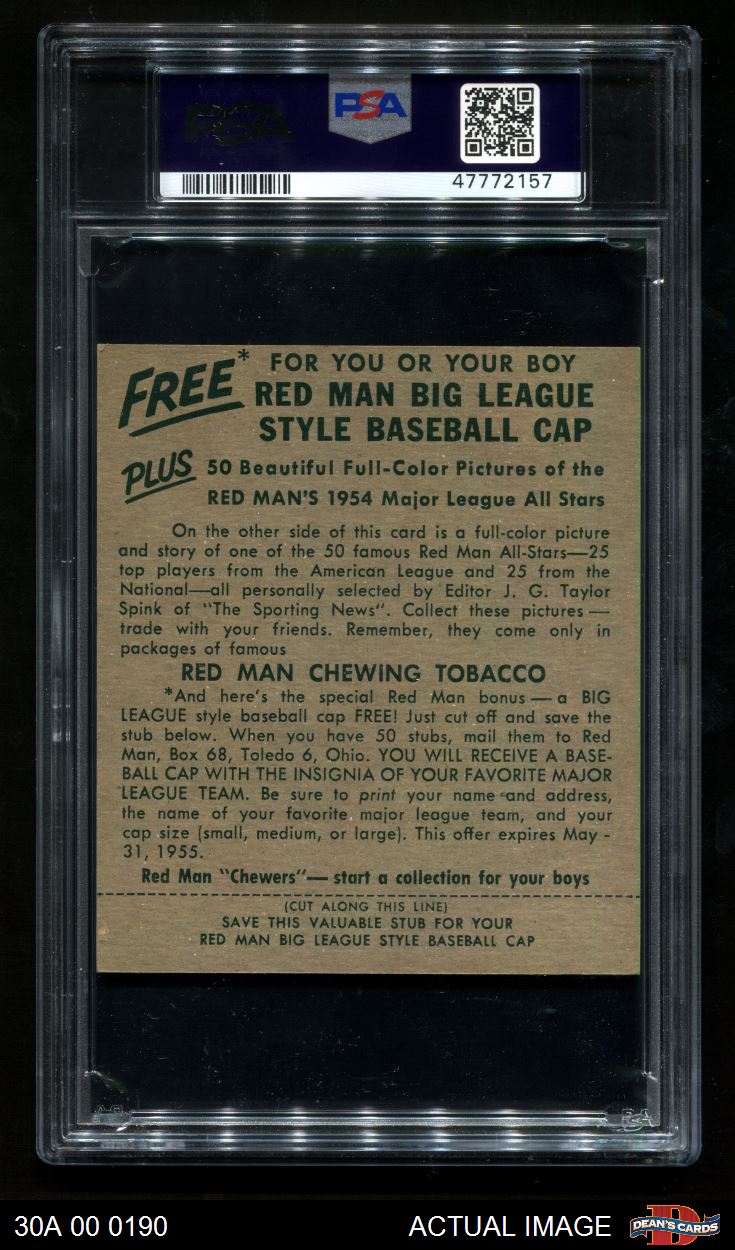 PSA
PSA
47772157
FREE* FOR YOU OR YOUR BOY
RED MAN BIG LEAGUE
STYLE BASEBALL CAP
PLUS 50 Beautiful Full-Color Pictures of the
RED MAN'S 1954 Major League All Stars
On the other side of this card is a full-color picture
and story of one of the 50 famous Red Man All-Stars—25
top players from the American League and 25 from the
National—all personally selected by Editor J. G. Taylor
Spink of "The Sporting News". Collect these pictures —
trade with your friends. Remember, they come only in
packages of famous
RED MAN CHEWING TOBACCO
*And here's the special Red Man bonus — a BIG
LEAGUE style baseball cap FREE! Just cut off and save the
stub below. When you have 50 stubs, mail them to Red
Man, Box 68, Toledo 6, Ohio. YOU WILL RECEIVE A BASE-
BALL CAP WITH THE INSIGNIA OF YOUR FAVORITE MAJOR
LEAGUE TEAM. Be sure to print your name and address,
the name of your favorite major league team, and your
cap size (small, medium, or large). This offer expires May -
31, 1955.
Red Man "Chewers"— start a collection for your boys
(CUT ALONG THIS LINE)
SAVE THIS VALUABLE STUB FOR YOUR
RED MAN BIG LEAGUE STYLE BASEBALL CAP
PSA
30A 00 0190
ACTUAL IMAGE
DEAN'S CARDS